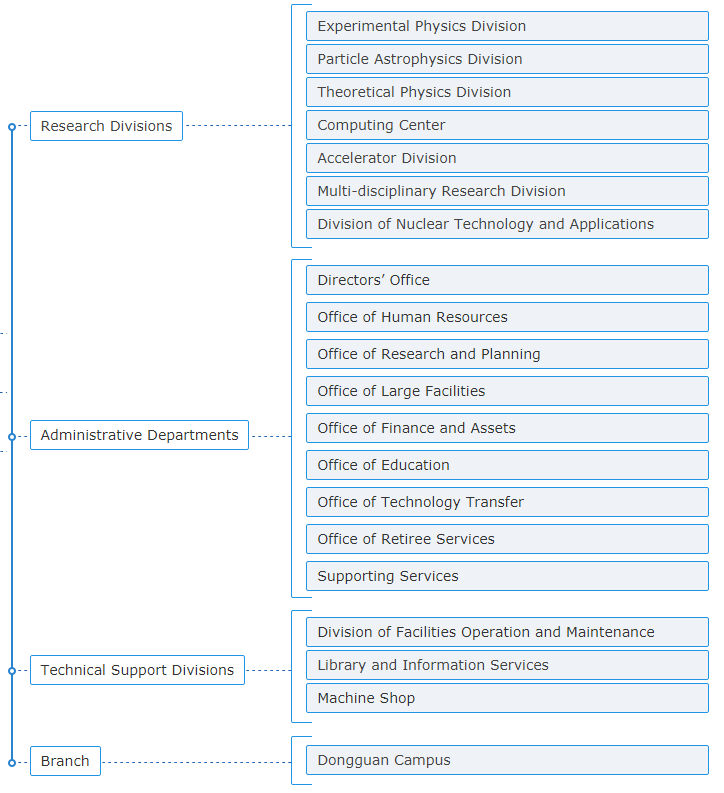 Research Divisions
Experimental Physics Division
Particle Astrophysics Division
Theoretical Physics Division
Computing Center
Accelerator Division
Multi-disciplinary Research Division
Division of Nuclear Technology and Applications
Administrative Departments
Directors’ Office
Office of Human Resources
Office of Research and Planning
Office of Large Facilities
Office of Finance and Assets
Office of Education
Office of Technology Transfer
Office of Retiree Services
Supporting Services
Technical Support Divisions
Division of Facilities Operation and Maintenance
Library and Information Services
Machine Shop
Branch
Dongguan Campus